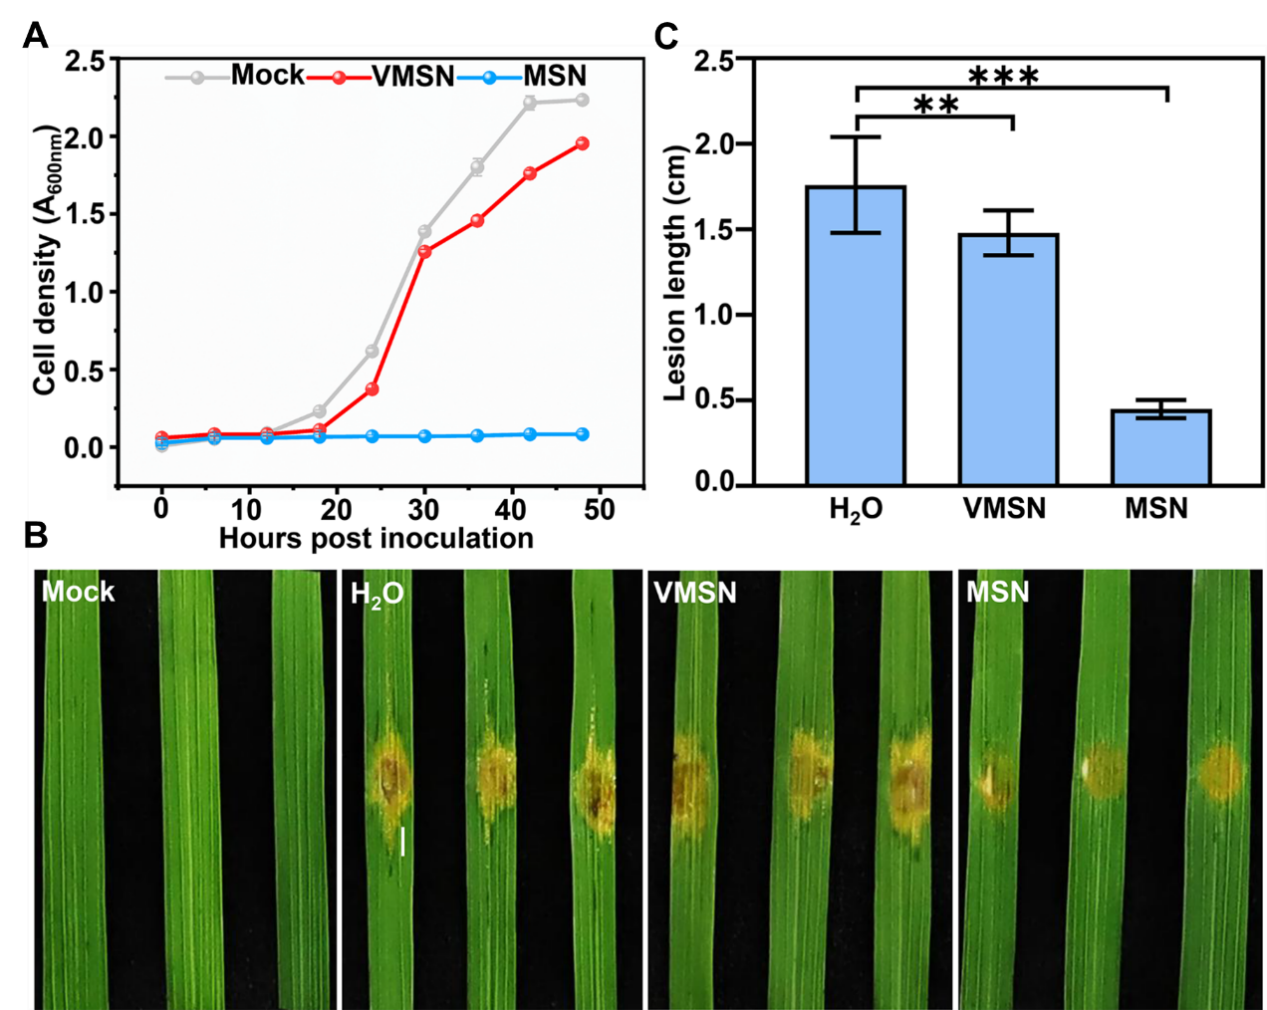 A
2.5
2.0
1.5
1.0
0.5
0.0
Cell density (A600nm)
Mock VMSN MSN
0 10 20 30 40 50
Hours post inoculation
C
2.5
2.0
1.5
1.0
0.5
0.0
Lesion length (cm)
***
**
H2O VMSN MSN
B
Mock H2O VMSN MSN